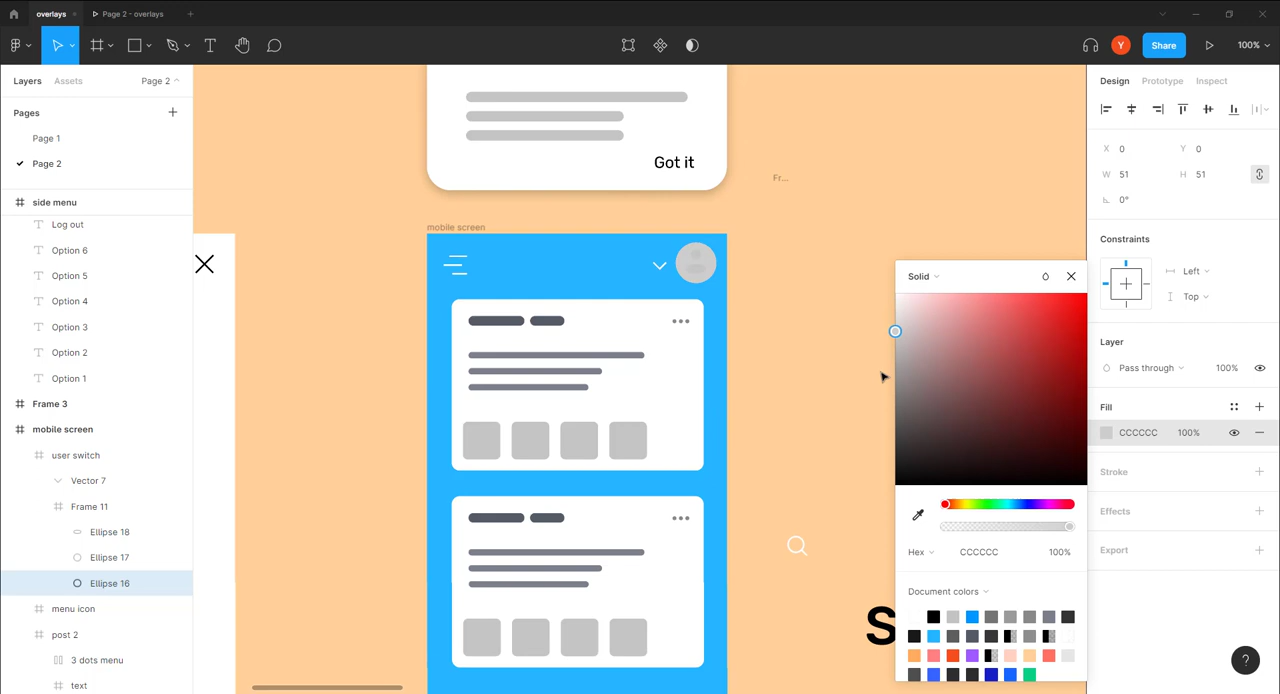 overlays
Page 2 - overlays
Share
Y
100%
Layers
Assets
Page 2
Pages
Page 1
Page 2
side menu
Log out
Option 6
Option 5
Option 4
Option 3
Option 2
Option 1
Frame 3
mobile screen
user switch
Vector 7
Frame 11
Ellipse 18
Ellipse 17
Ellipse 16
menu icon
post 2
3 dots menu
text
Got it
Fr...
mobile screen
S
Solid
Hex
CCCCCC
100%
Document colors
Design
Prototype
Inspect
X
0
Y
0
W
51
H
51
0°
Constraints
Left
Top
Layer
Pass through
100%
Fill
CCCCCC
100%
Stroke
Effects
Export
?